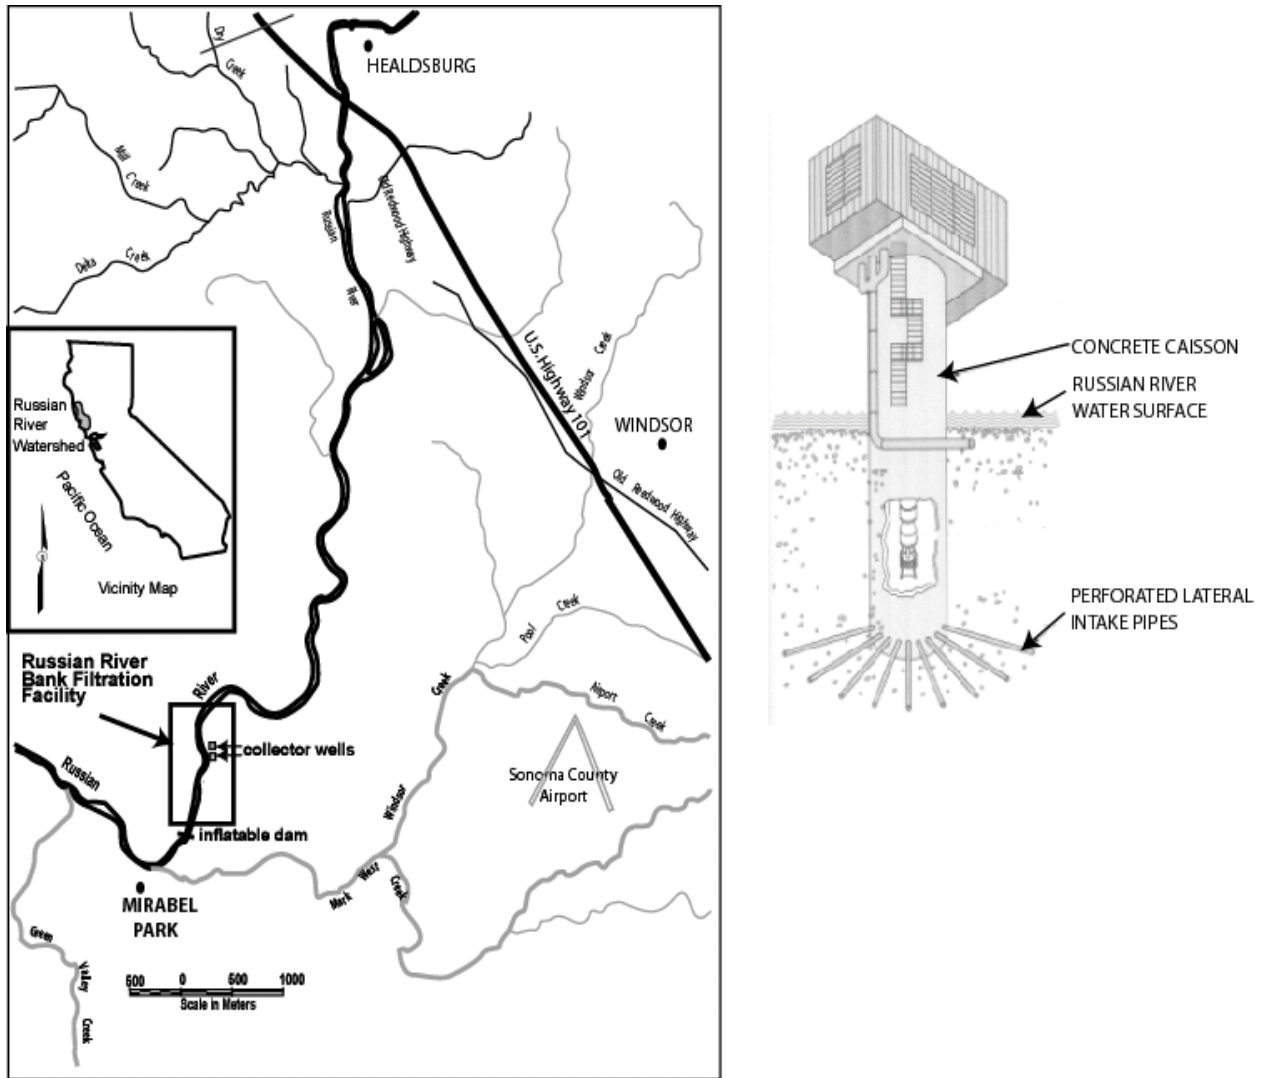 HEALDSBURG
Dry
Creek
Mill
Creek
Delta Creek
Russian
River
Old Redwood Highway
U.S. Highway 101
Windsor Creek
WINDSOR
Old Redwood Highway
Russian
River
Watershed
Pacific Ocean
Vicinity Map
Russian River
Bank Filtration
Facility
River
collector wells
Russian
inflatable dam
MIRABEL
PARK
Green
Valley
Creek
Pool Creek
Creek
Windsor
Airport
Creek
Sonoma County
Airport
Mark West
Creek
500 0 500 1000
Scale in Meters
CONCRETE CAISSON
RUSSIAN RIVER
WATER SURFACE
PERFORATED LATERAL
INTAKE PIPES